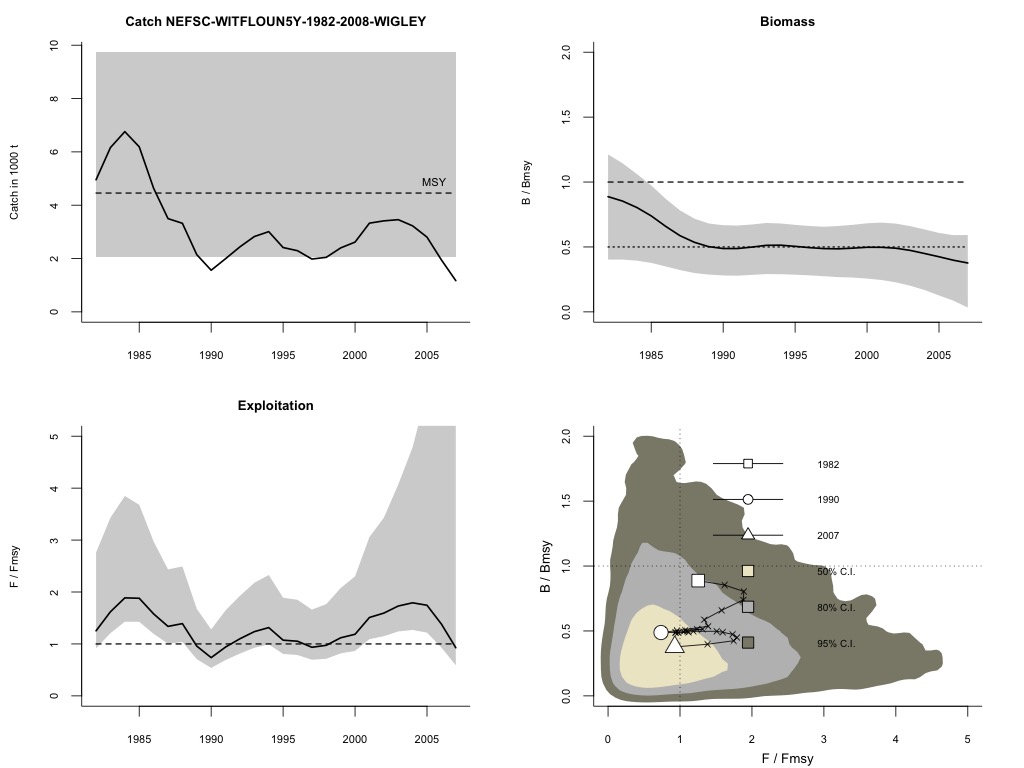 Catch NEFSC-WITFLOUN5Y-1982-2008-WIGLEY
Catch in 1000 t
10
8
6
4
2
0
MSY
1985 1990 1995 2000 2005
Biomass
B / Bmsy
2.0
1.5
1.0
0.5
0.0
1985 1990 1995 2000 2005
Exploitation
F / Fmsy
5
4
3
2
1
0
1985 1990 1995 2000 2005
B / Bmsy
2.0
1.5
1.0
0.5
0.0
1982
1990
2007
50% C.I.
80% C.I.
95% C.I.
0 1 2 3 4 5
F / Fmsy